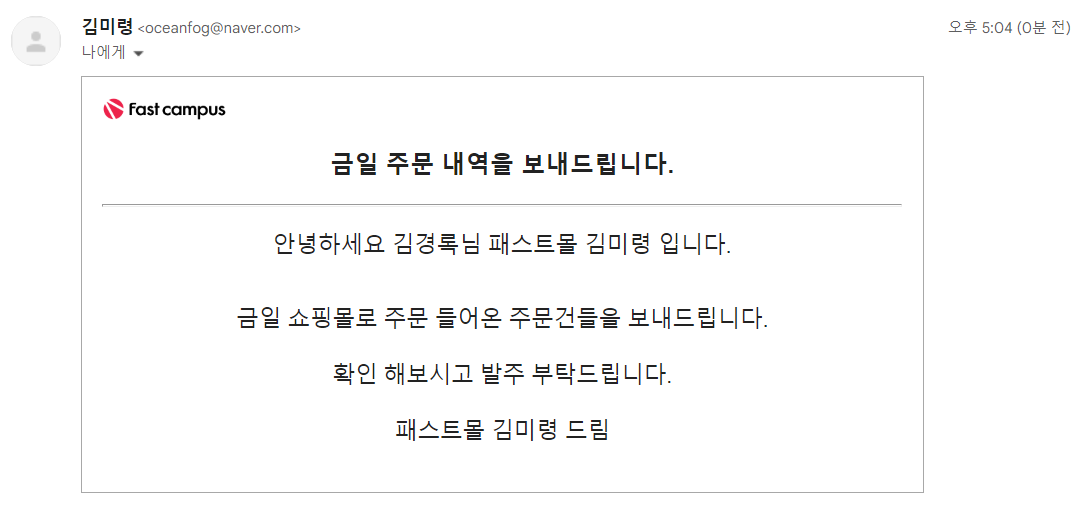 김미령 <oceanfog@naver.com>
오후 5:04 (0분 전)
나에게
Fast campus
금일 주문 내역을 보내드립니다.
안녕하세요 김경록님 패스트몰 김미령 입니다.
금일 쇼핑몰로 주문 들어온 주문건들을 보내드립니다.
확인 해보시고 발주 부탁드립니다.
패스트몰 김미령 드림